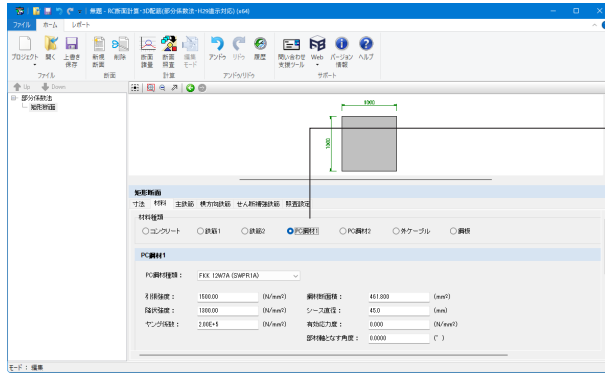 無題 - RC断面計算・3D配筋(部分係数法・H29道示対応) (x64)
ファイル ホーム レポート
プロジェクト 開く 上書き保存 新規断面 削除 断面諸量 断面照査 編集モード アンドゥ リドゥ 履歴 問い合わせ支援ツール Web バージョン情報 ヘルプ
ファイル 断面 計算 アンドゥ/リドゥ サポート
Up Down
部分係数法
矩形断面
1000
1000
矩形断面
寸法 材料 主鉄筋 横方向鉄筋 せん断補強鉄筋 照査設定
材料種類
コンクリート 鉄筋1 鉄筋2 PC鋼材1 PC鋼材2 外ケーブル 鋼板
PC鋼材1
PC鋼材種類： FKK 12W7A (SWPR1A)
引張強度： 1500.00 (N/mm²) 鋼材断面積： 461.800 (mm²)
降伏強度： 1300.00 (N/mm²) シース直径： 45.0 (mm)
ヤング係数： 2.00E+5 (N/mm²) 有効応力度： 0.000 (N/mm²)
部材軸となす角度： 0.0000 (°)
モード： 編集